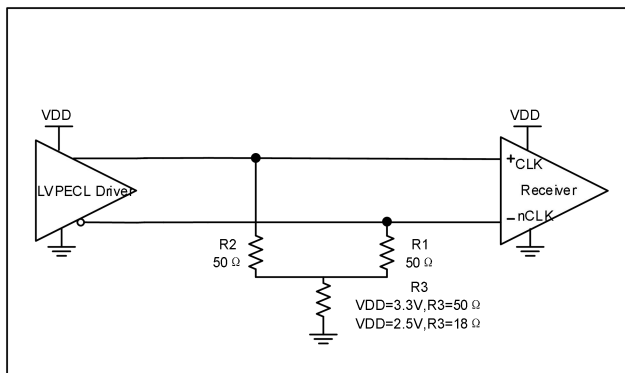 VDD
VDD
LVPECL Driver
+CLK
Receiver
-nCLK
R2
50 Ω
R1
50 Ω
R3
VDD=3.3V,R3=50 Ω
VDD=2.5V,R3=18 Ω